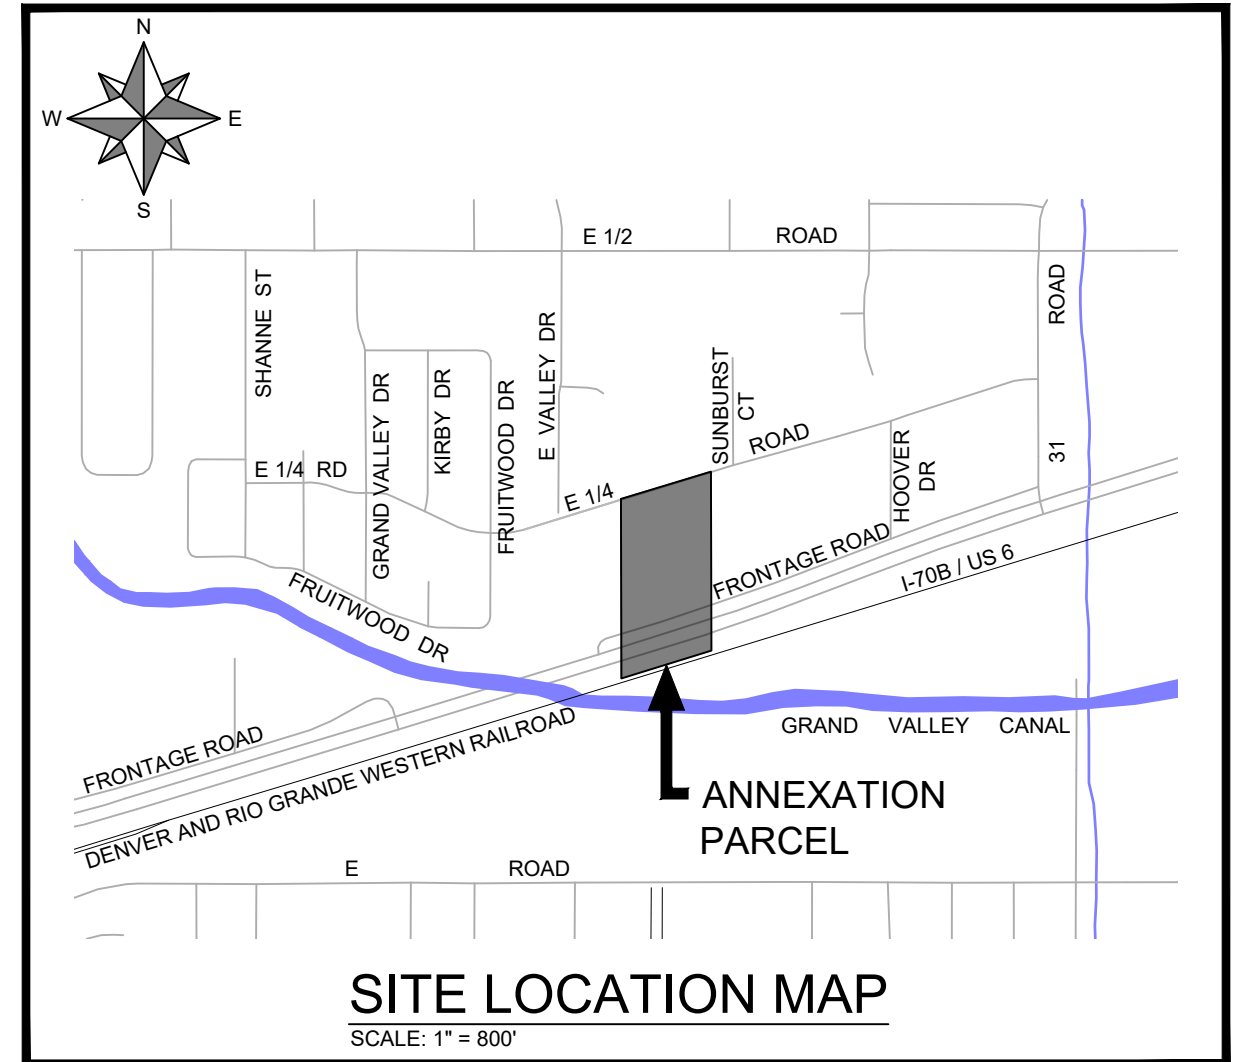 N
W E
S
E 1/2 ROAD
SHANNE ST
GRAND VALLEY DR
KIRBY DR
FRUITWOOD DR
E VALLEY DR
SUNBURST
CT
ROAD
31
E 1/4 RD
E 1/4 ROAD
HOOVER
DR
FRUITWOOD DR
FRONTAGE ROAD
I-70B / US 6
FRONTAGE ROAD
DENVER AND RIO GRANDE WESTERN RAILROAD
GRAND VALLEY CANAL
ANNEXATION
PARCEL
E ROAD
SITE LOCATION MAP
SCALE: 1" = 800'